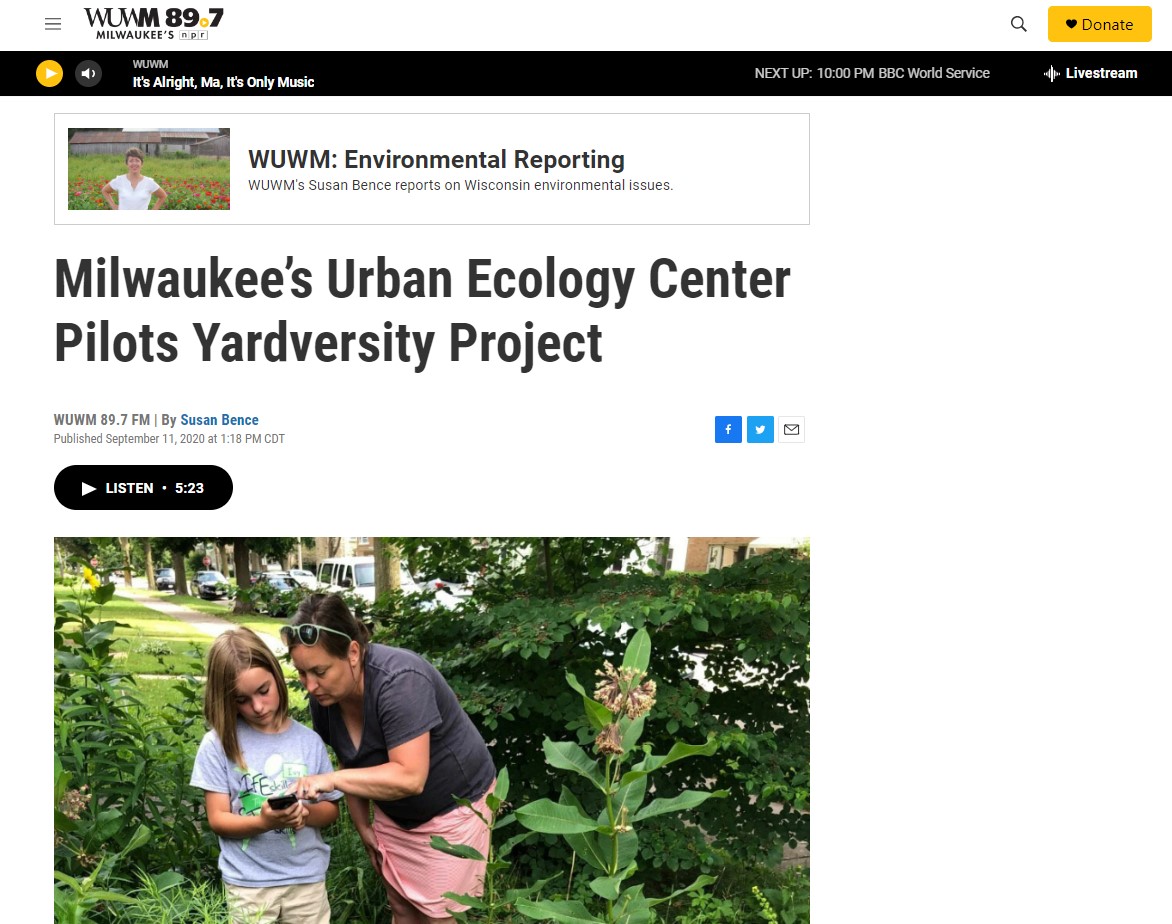 WUWM 89.7
MILWAUKEE'S npr
Donate
WUWM
It's Alright, Ma, It's Only Music
NEXT UP: 10:00 PM BBC World Service
Livestream
WUWM: Environmental Reporting
WUWM's Susan Bence reports on Wisconsin environmental issues.
Milwaukee’s Urban Ecology Center
Pilots Yardversity Project
WUWM 89.7 FM | By Susan Bence
Published September 11, 2020 at 1:18 PM CDT
LISTEN • 5:23